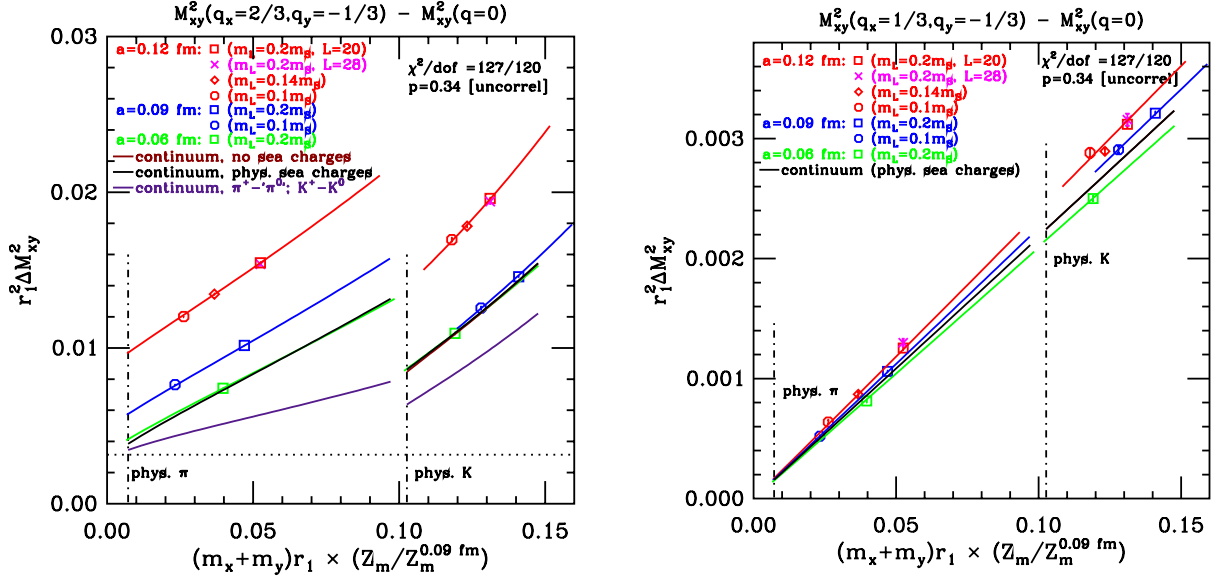 M²xy(qx=2/3,qy=−1/3) − M²xy(q=0)
0.03
0.02
0.01
0.00
r₁²ΔM²xy
a=0.12 fm: (mL=0.2mS, L=20)
(mL=0.2mS, L=28)
(mL=0.14mS)
(mL=0.1mS)
a=0.09 fm: (mL=0.2mS)
(mL=0.1mS)
a=0.06 fm: (mL=0.2mS)
continuum, no sea charges
continuum, phys. sea charges
continuum, π⁺−'π⁰'; K⁺−K⁰
χ²/dof =127/120
p=0.34 [uncorrel]
phys. π
phys. K
0.00 0.05 0.10 0.15
(mx+my)r₁ × (Zm/Zm^0.09 fm)
M²xy(qx=1/3,qy=−1/3) − M²xy(q=0)
0.003
0.002
0.001
0.000
r₁²ΔM²xy
a=0.12 fm: (mL=0.2mS, L=20)
(mL=0.2mS, L=28)
(mL=0.14mS)
(mL=0.1mS)
a=0.09 fm: (mL=0.2mS)
(mL=0.1mS)
a=0.06 fm: (mL=0.2mS)
continuum (phys. sea charges)
χ²/dof =127/120
p=0.34 [uncorrel]
phys. π
phys. K
0.00 0.05 0.10 0.15
(mx+my)r₁ × (Zm/Zm^0.09 fm)